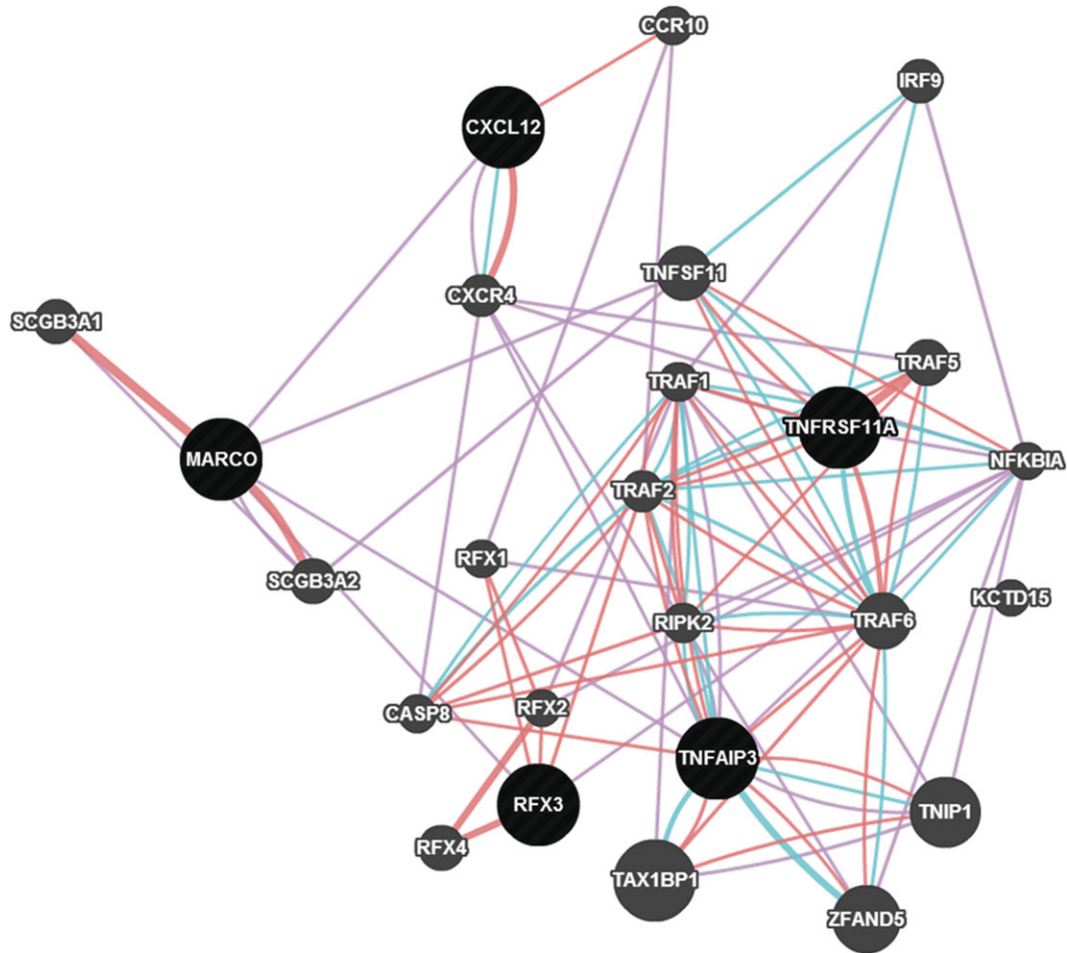 CCR10
IRF9
CXCL12
TNFSF11
CXCR4
SCGB3A1
TRAF5
TRAF1
TNFRSF11A
MARCO
NFKBIA
TRAF2
RFX1
SCGB3A2
KCTD15
RIPK2
TRAF6
CASP8
RFX2
TNFAIP3
RFX3
TNIP1
RFX4
TAX1BP1
ZFAND5